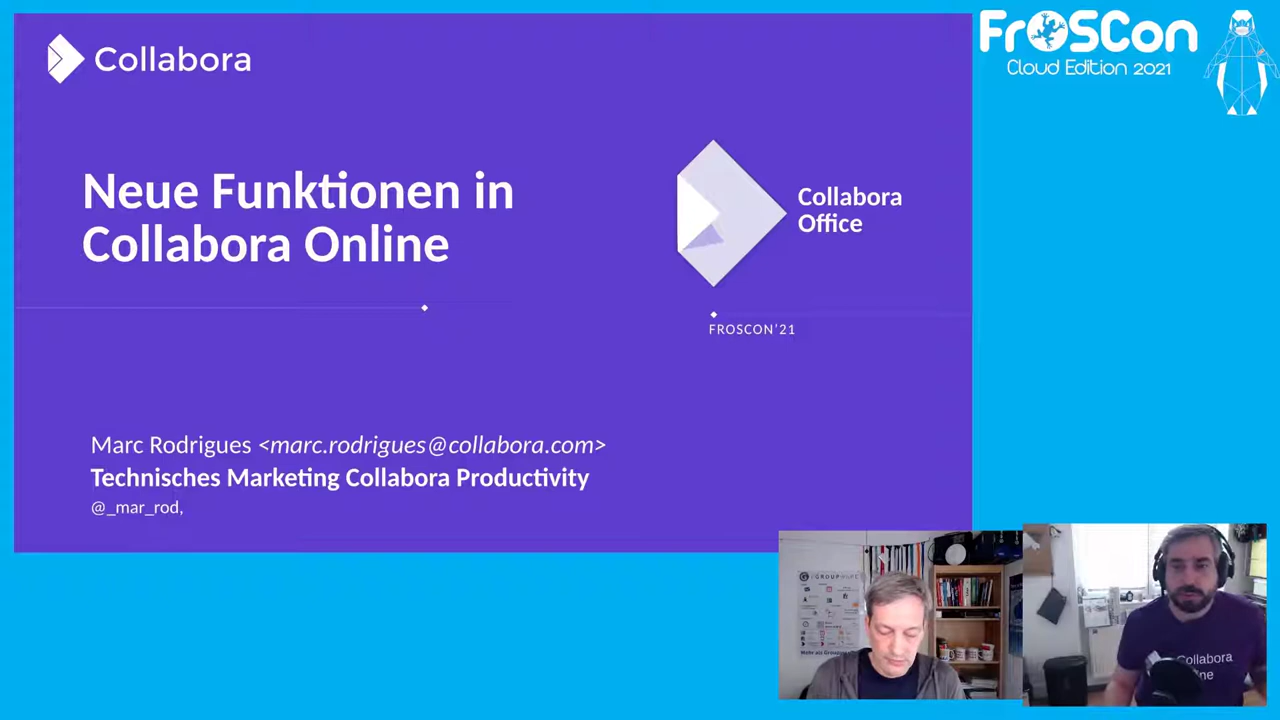 Collabora
FrOSCon
Cloud Edition 2021
Neue Funktionen in
Collabora Online
Collabora
Office
FROSCON'21
Marc Rodrigues <marc.rodrigues@collabora.com>
Technisches Marketing Collabora Productivity
@_mar_rod,
Collabora